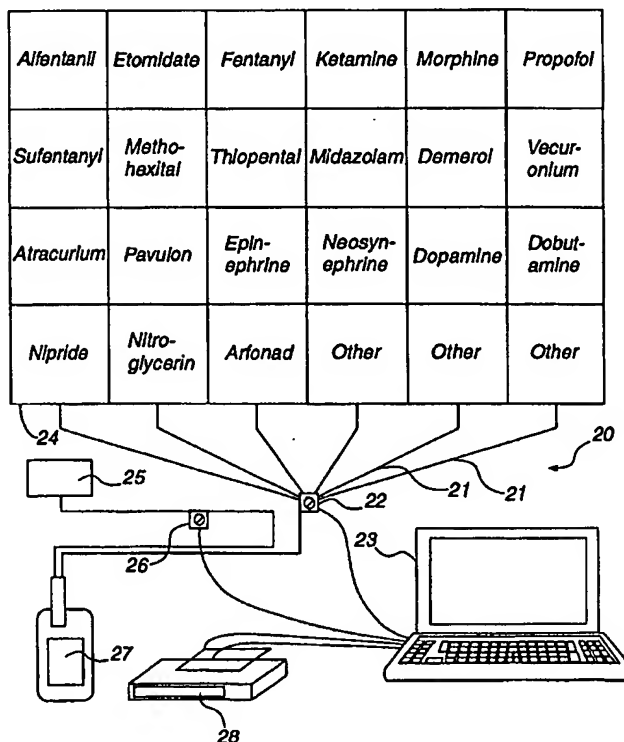 Alfentanil Etomidate Fentanyl Ketamine Morphine Propofol
Sufentanyl Metho-
hexital Thiopental Midazolam Demerol Vecur-
onium
Atracurium Pavulon Epin-
ephrine Neosyn-
ephrine Dopamine Dobut-
amine
Nipride Nitro-
glycerin Arfonad Other Other Other
24
20
25
21
21
22
26
23
27
28